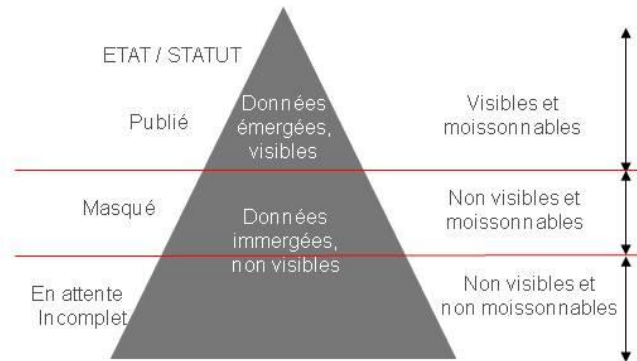 ETAT / STATUT
Publié
Données
émergées,
visibles
Visibles et
moissonnables
Masqué
Données
immergées,
non visibles
Non visibles et
moissonnables
En attente
Incomplet
Non visibles et
non moissonnables